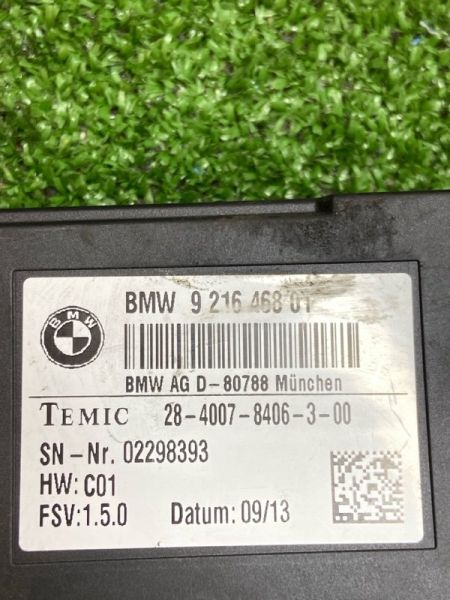 BMW 9 216 468 01
BMW
BMW AG D-80788 München
TEMIC 28-4007-8406-3-00
SN-Nr. 02298393
HW: C01
FSV:1.5.0 Datum: 09/13